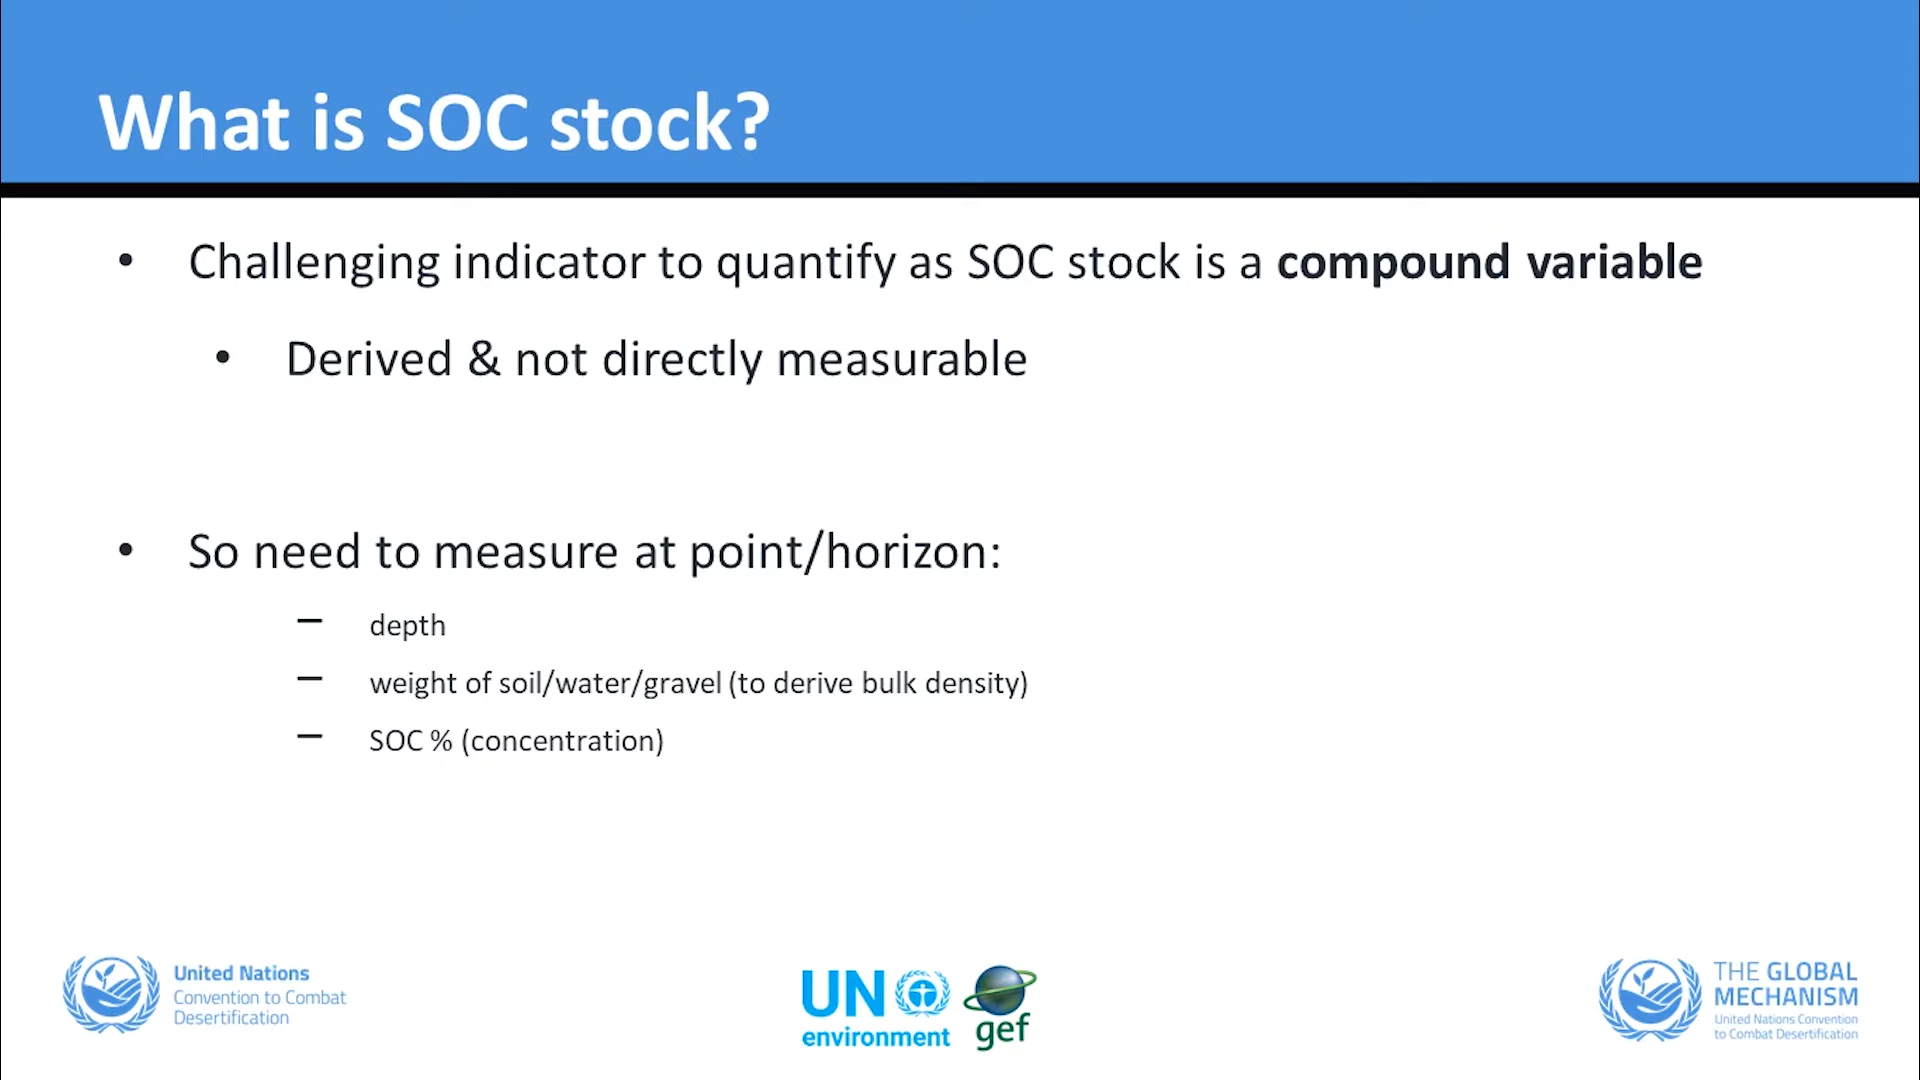 What is SOC stock?
• Challenging indicator to quantify as SOC stock is a compound variable
• Derived & not directly measurable
• So need to measure at point/horizon:
– depth
– weight of soil/water/gravel (to derive bulk density)
– SOC % (concentration)
United Nations
Convention to Combat
Desertification
UN
environment
gef
THE GLOBAL
MECHANISM
United Nations Convention
to Combat Desertification